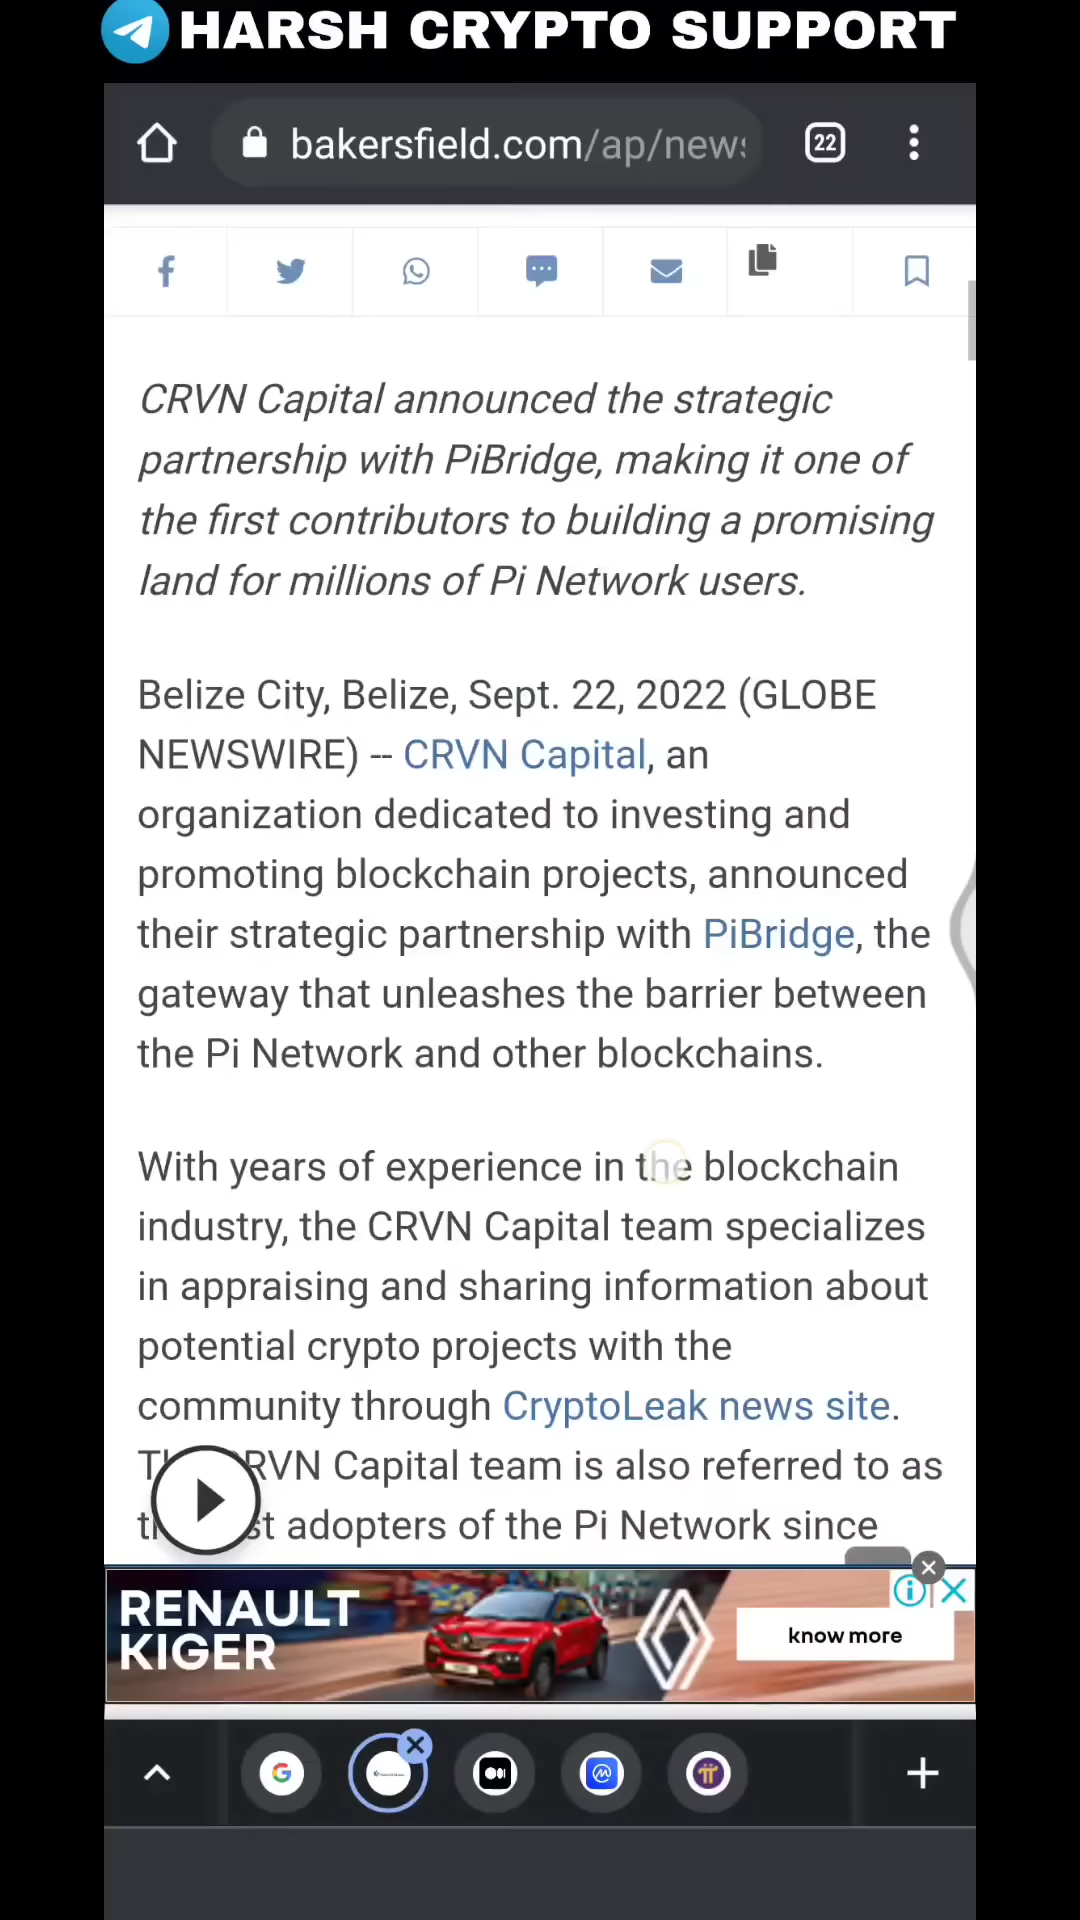 HARSH CRYPTO SUPPORT
bakersfield.com/ap/news
22
CRVN Capital announced the strategic
partnership with PiBridge, making it one of
the first contributors to building a promising
land for millions of Pi Network users.
Belize City, Belize, Sept. 22, 2022 (GLOBE
NEWSWIRE) -- CRVN Capital, an
organization dedicated to investing and
promoting blockchain projects, announced
their strategic partnership with PiBridge, the
gateway that unleashes the barrier between
the Pi Network and other blockchains.
With years of experience in the blockchain
industry, the CRVN Capital team specializes
in appraising and sharing information about
potential crypto projects with the
community through CryptoLeak news site.
RVN Capital team is also referred to as
adopters of the Pi Network since
RENAULT
KIGER
know more